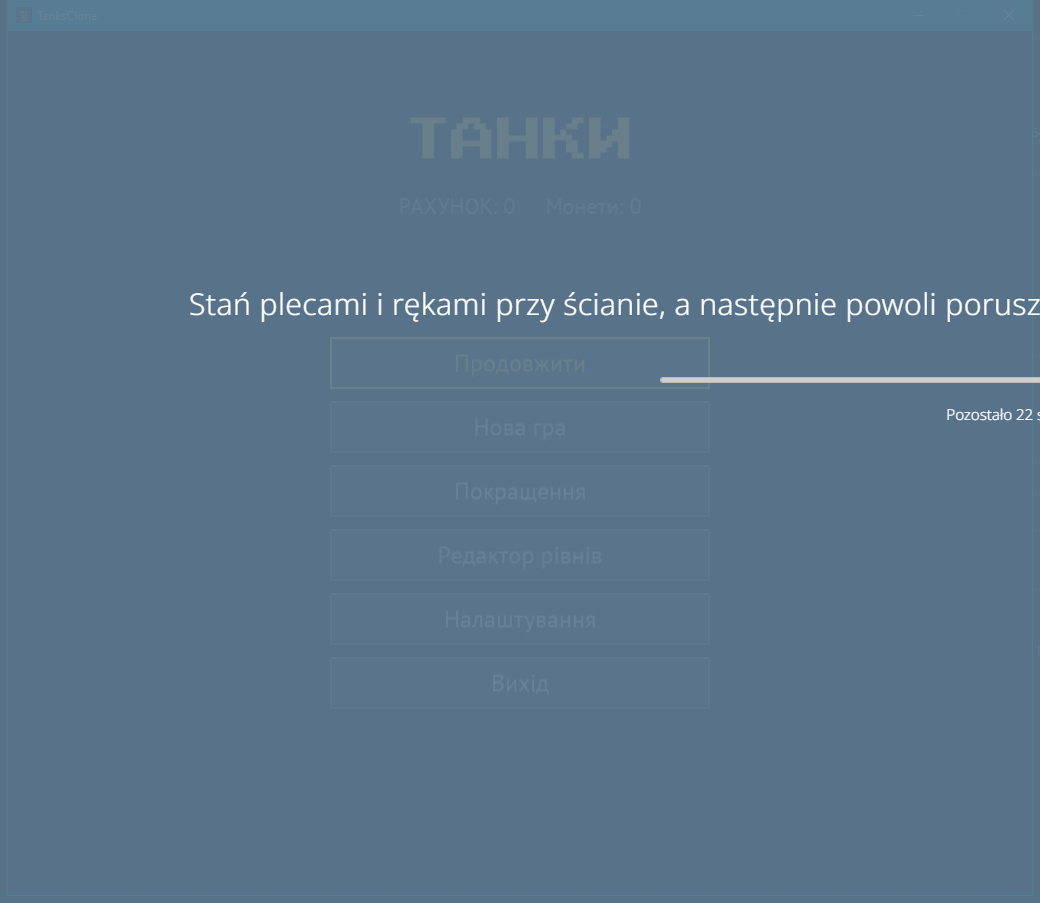 TanksClone
ТАНКИ
РАХУНОК: 0 Монети: 0
Stań plecami i rękami przy ścianie, a następnie powoli porusz
Продовжити
Pozostało 22 s
Нова гра
Покращення
Редактор рівнів
Налаштування
Вихід